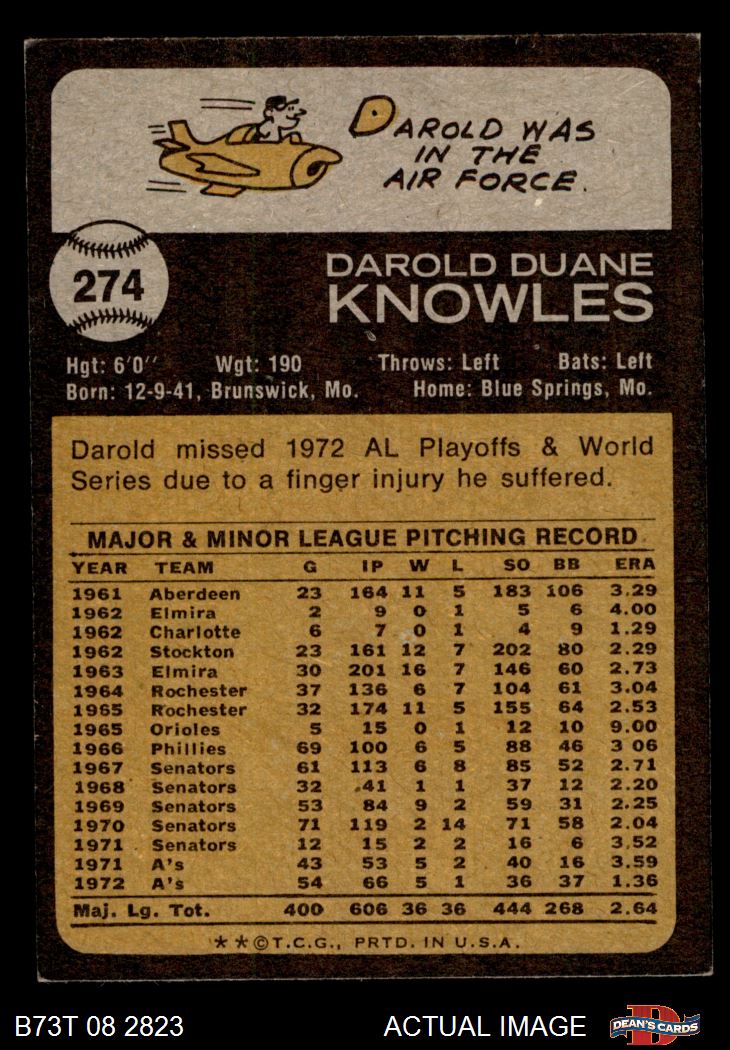 DAROLD WAS
IN THE
AIR FORCE.
274
DAROLD DUANE
KNOWLES
Hgt: 6'0'' Wgt: 190 Throws: Left Bats: Left
Born: 12-9-41, Brunswick, Mo. Home: Blue Springs, Mo.
Darold missed 1972 AL Playoffs & World
Series due to a finger injury he suffered.
MAJOR & MINOR LEAGUE PITCHING RECORD
YEAR TEAM G IP W L SO BB ERA
1961 Aberdeen 23 164 11 5 183 106 3.29
1962 Elmira 2 9 0 1 5 6 4.00
1962 Charlotte 6 7 0 1 4 9 1.29
1962 Stockton 23 161 12 7 202 80 2.29
1963 Elmira 30 201 16 7 146 60 2.73
1964 Rochester 37 136 6 7 104 61 3.04
1965 Rochester 32 174 11 5 155 64 2.53
1965 Orioles 5 15 0 1 12 10 9.00
1966 Phillies 69 100 6 5 88 46 3.06
1967 Senators 61 113 6 8 85 52 2.71
1968 Senators 32 41 1 1 37 12 2.20
1969 Senators 53 84 9 2 59 31 2.25
1970 Senators 71 119 2 14 71 58 2.04
1971 Senators 12 15 2 2 16 6 3.52
1971 A's 43 53 5 2 40 16 3.59
1972 A's 54 66 5 1 36 37 1.36
Maj. Lg. Tot. 400 606 36 36 444 268 2.64
**©T.C.G., PRTD. IN U.S.A.
B73T 08 2823 ACTUAL IMAGE DEAN'S CARDS